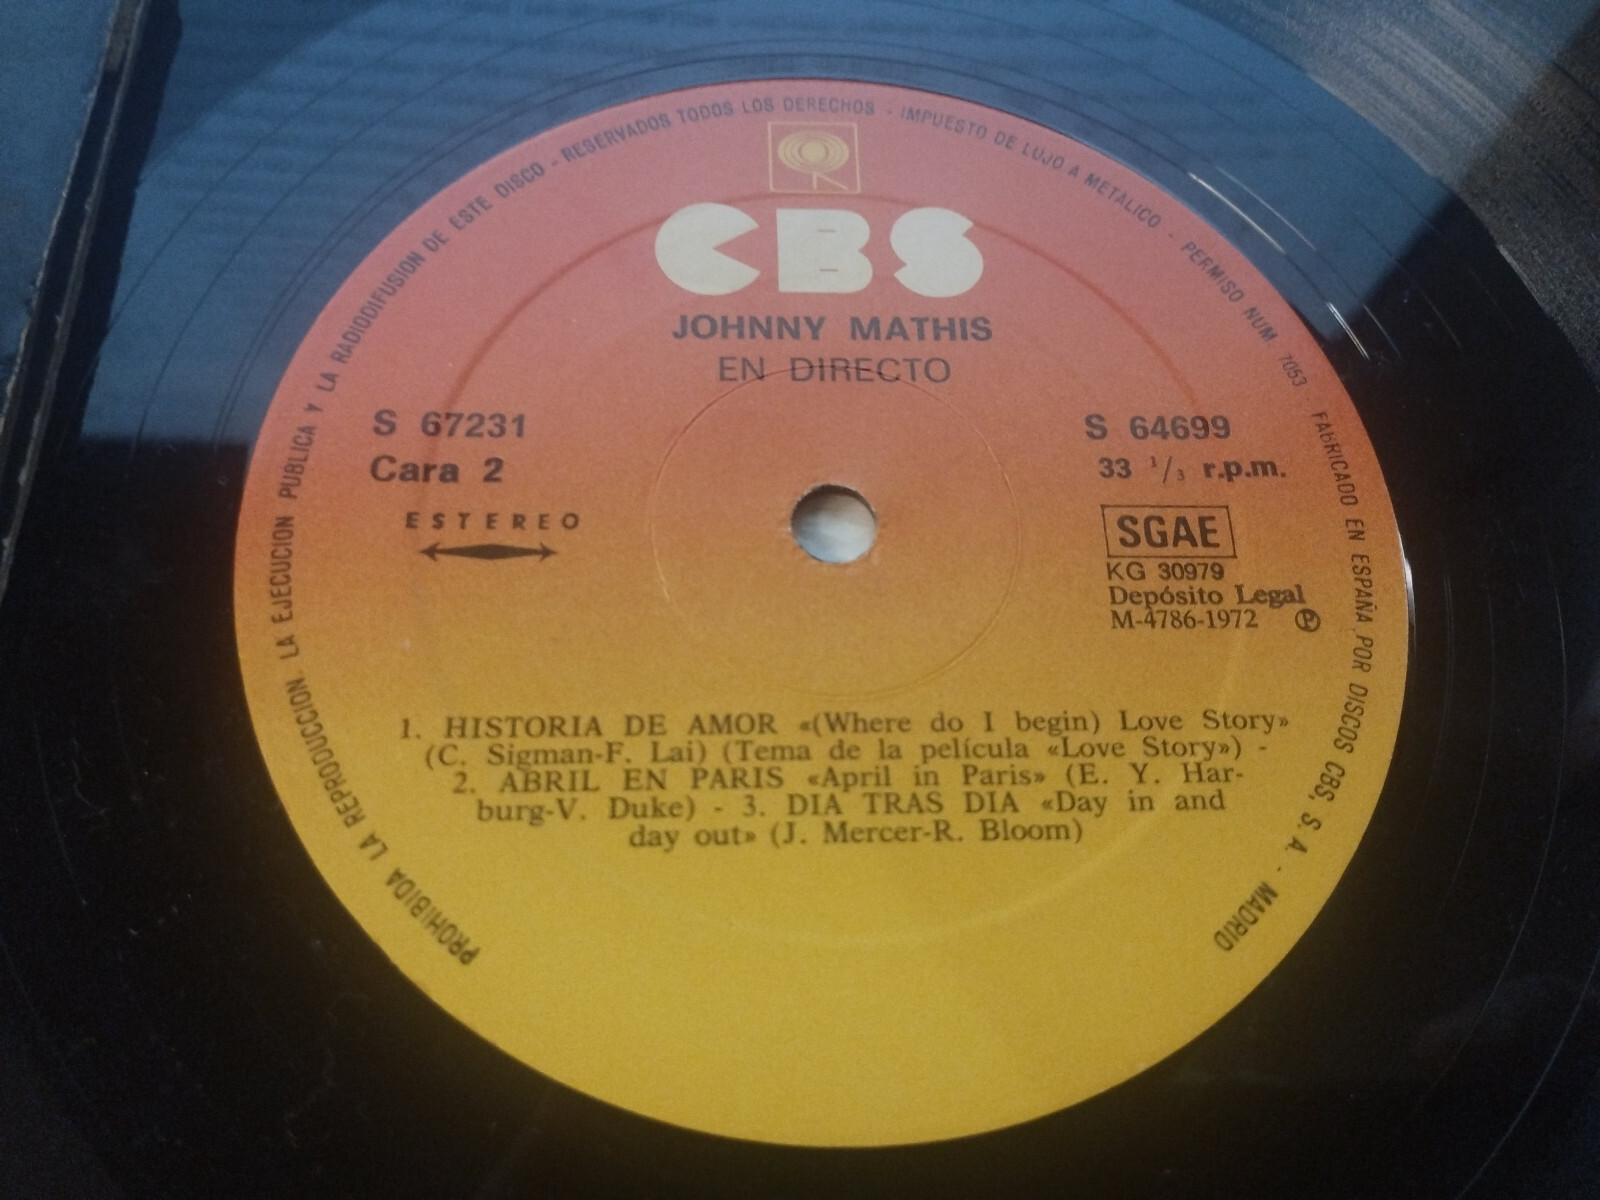 PROHIBIDA LA REPRODUCCION. LA EJECUCION PUBLICA Y LA RADIODIFUSION DE ESTE DISCO - RESERVADOS TODOS LOS DERECHOS - IMPUESTO DE LUJO A METALICO - PERMISO NUM 7053 - FABRICADO EN ESPAÑA POR DISCOS CBS, S. A. - MADRID
CBS
JOHNNY MATHIS
EN DIRECTO
S 67231
Cara 2
ESTEREO
S 64699
33 1/3 r.p.m.
SGAE
KG 30979
Depósito Legal
M-4786-1972 ℗
1. HISTORIA DE AMOR «(Where do I begin) Love Story»
(C. Sigman-F. Lai) (Tema de la película «Love Story») -
2. ABRIL EN PARIS «April in Paris» (E. Y. Har-
burg-V. Duke) - 3. DIA TRAS DIA «Day in and
day out» (J. Mercer-R. Bloom)